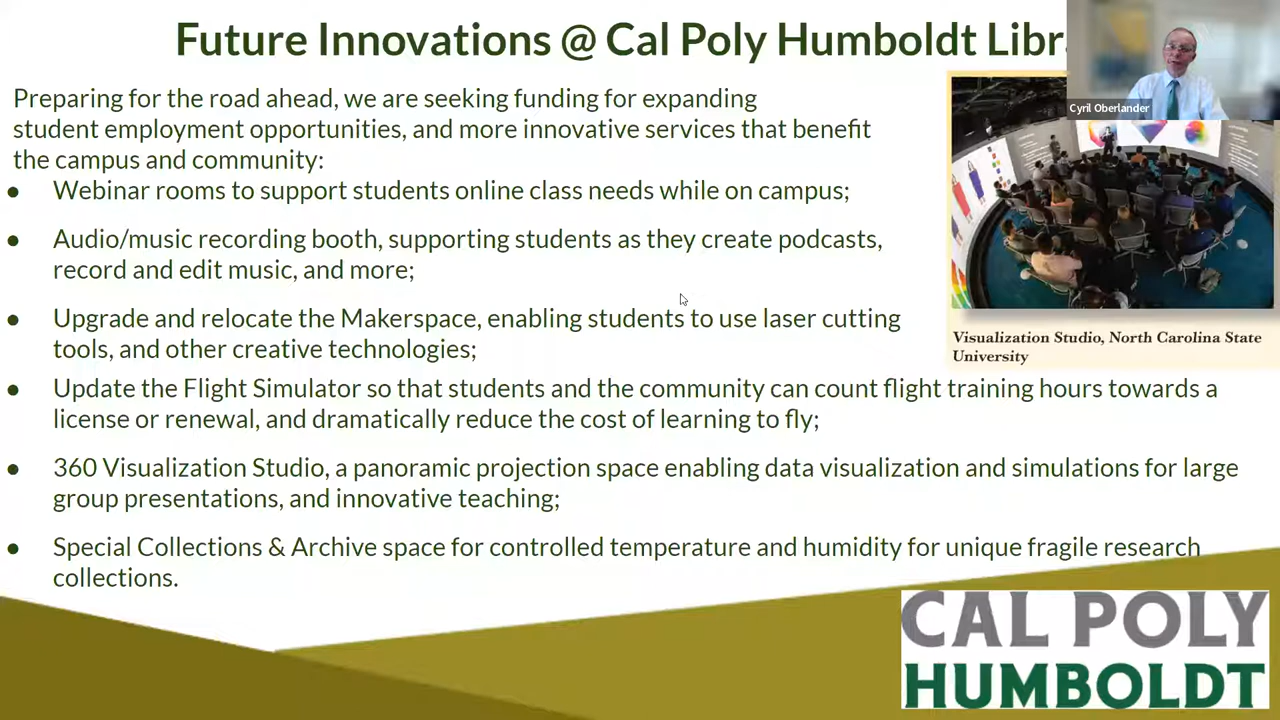 Future Innovations @ Cal Poly Humboldt Libr
Cyril Oberlander
Preparing for the road ahead, we are seeking funding for expanding
student employment opportunities, and more innovative services that benefit
the campus and community:
● Webinar rooms to support students online class needs while on campus;
● Audio/music recording booth, supporting students as they create podcasts,
record and edit music, and more;
● Upgrade and relocate the Makerspace, enabling students to use laser cutting
tools, and other creative technologies;
Visualization Studio, North Carolina State
University
● Update the Flight Simulator so that students and the community can count flight training hours towards a
license or renewal, and dramatically reduce the cost of learning to fly;
● 360 Visualization Studio, a panoramic projection space enabling data visualization and simulations for large
group presentations, and innovative teaching;
● Special Collections & Archive space for controlled temperature and humidity for unique fragile research
collections.
CAL POLY
HUMBOLDT